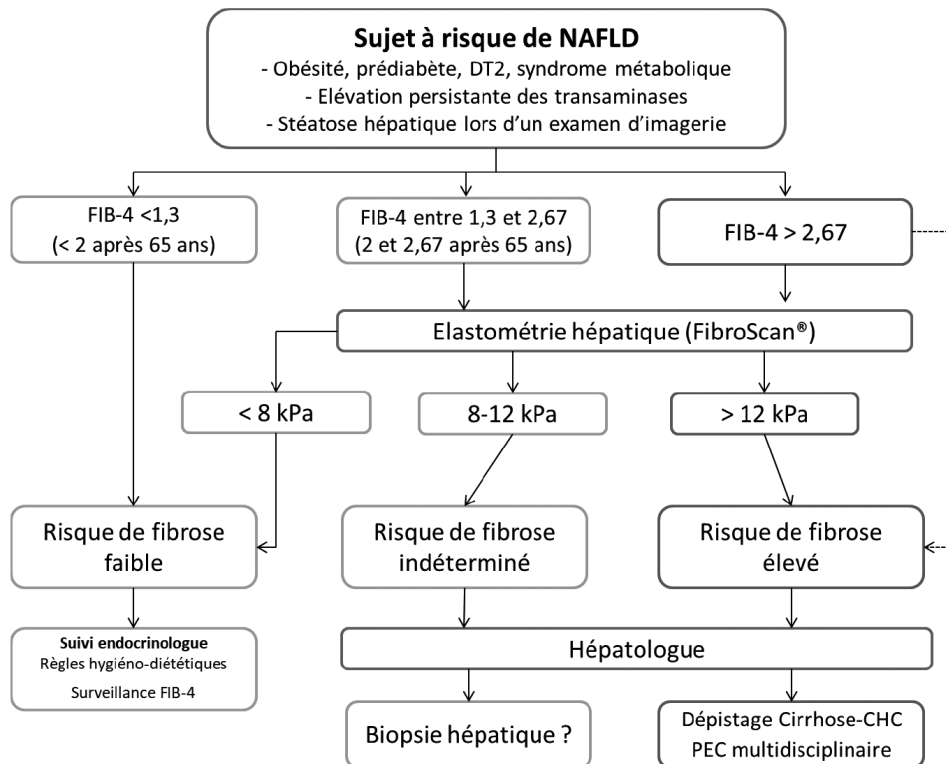 Sujet à risque de NAFLD
- Obésité, prédiabète, DT2, syndrome métabolique
- Elévation persistante des transaminases
- Stéatose hépatique lors d’un examen d’imagerie
FIB-4 <1,3
(< 2 après 65 ans)
FIB-4 entre 1,3 et 2,67
(2 et 2,67 après 65 ans)
FIB-4 > 2,67
Elastométrie hépatique (FibroScan®)
< 8 kPa
8-12 kPa
> 12 kPa
Risque de fibrose
faible
Risque de fibrose
indéterminé
Risque de fibrose
élevé
Suivi endocrinologue
Règles hygiéno-diététiques
Surveillance FIB-4
Hépatologue
Biopsie hépatique ?
Dépistage Cirrhose-CHC
PEC multidisciplinaire